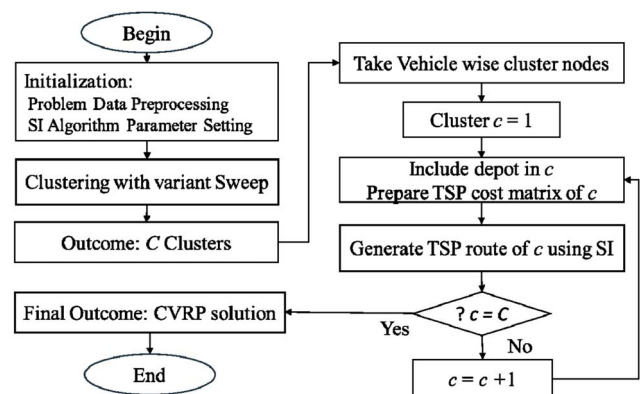 Begin
Initialization:
Problem Data Preprocessing
SI Algorithm Parameter Setting
Clustering with variant Sweep
Outcome: C Clusters
Take Vehicle wise cluster nodes
Cluster c = 1
Include depot in c
Prepare TSP cost matrix of c
Generate TSP route of c using SI
? c = C
Yes
No
c = c +1
Final Outcome: CVRP solution
End